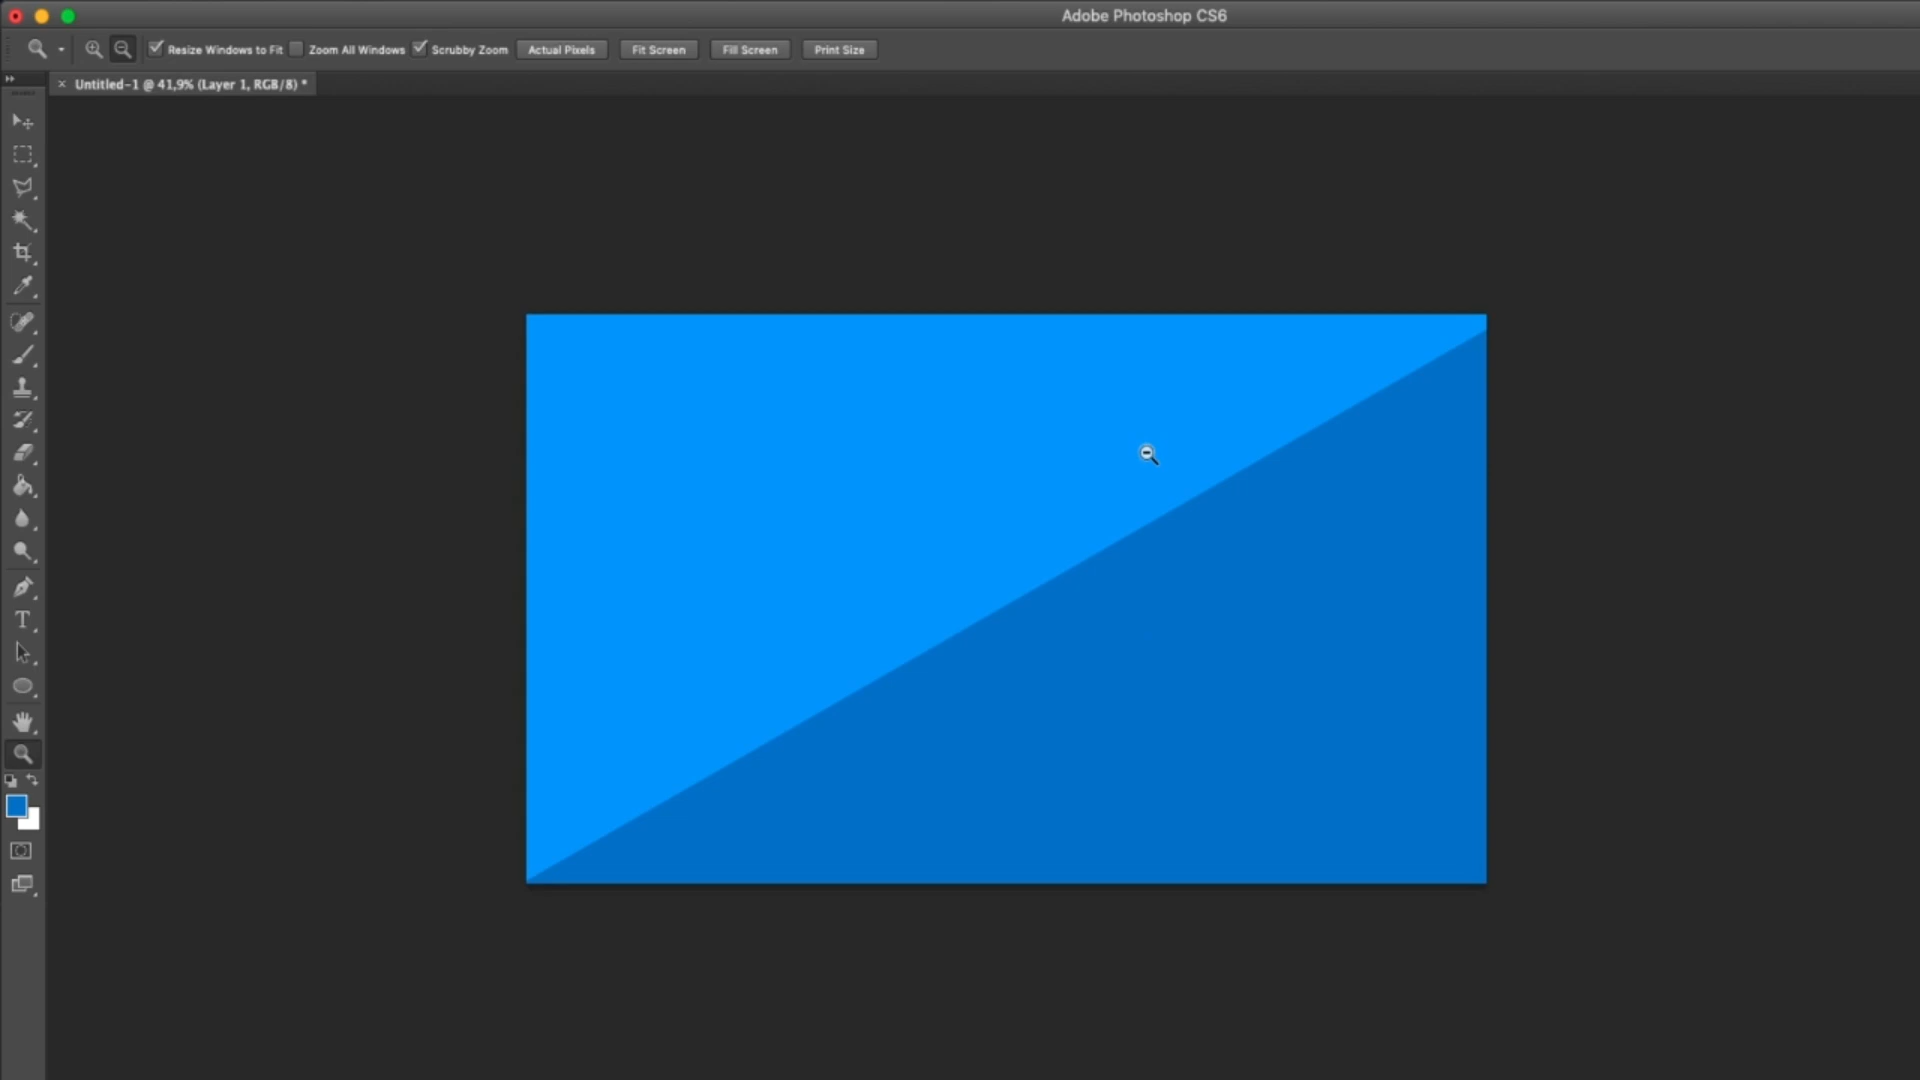 Adobe Photoshop CS6
Resize Windows to Fit Zoom All Windows Scrubby Zoom Actual Pixels Fit Screen Fill Screen Print Size
× Untitled-1 @ 41,9% (Layer 1, RGB/8) *
T